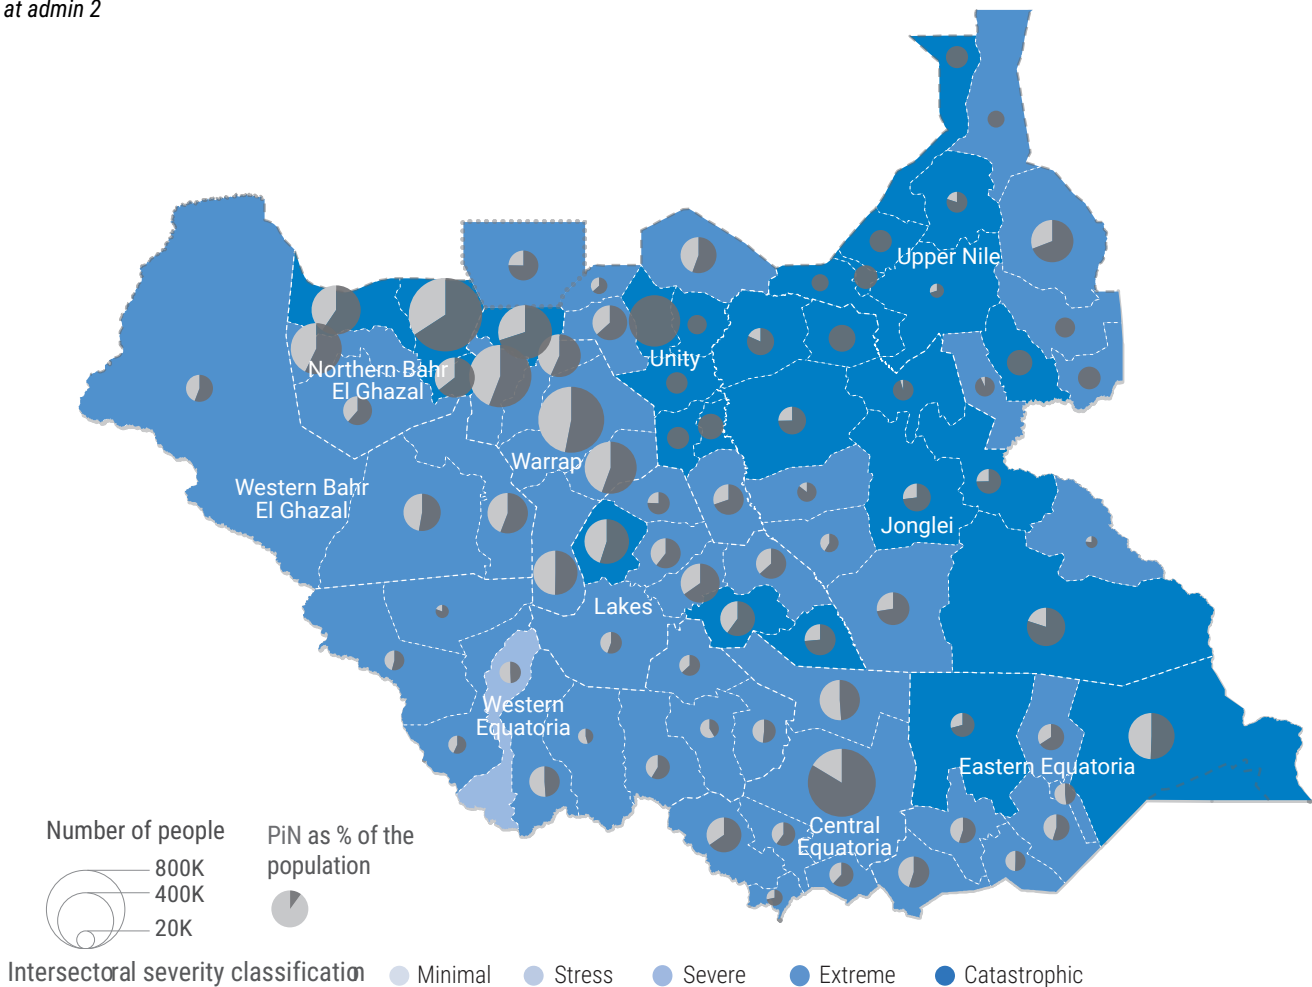 at admin 2
Upper Nile
Unity
Northern Bahr
El Ghazal
Warrap
Western Bahr
El Ghazal
Jonglei
Lakes
Western
Equatoria
Eastern Equatoria
Central
Equatoria
Number of people
800K
400K
20K
PiN as % of the
population
Intersectoral severity classification
Minimal
Stress
Severe
Extreme
Catastrophic